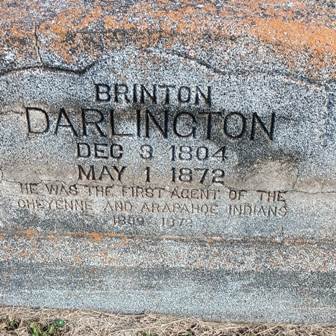 BRINTON
DARLINGTON
DEC 3 1804
MAY 1 1872
HE WAS THE FIRST AGENT OF THE
CHEYENNE AND ARAPAHOE INDIANS
1869 1872